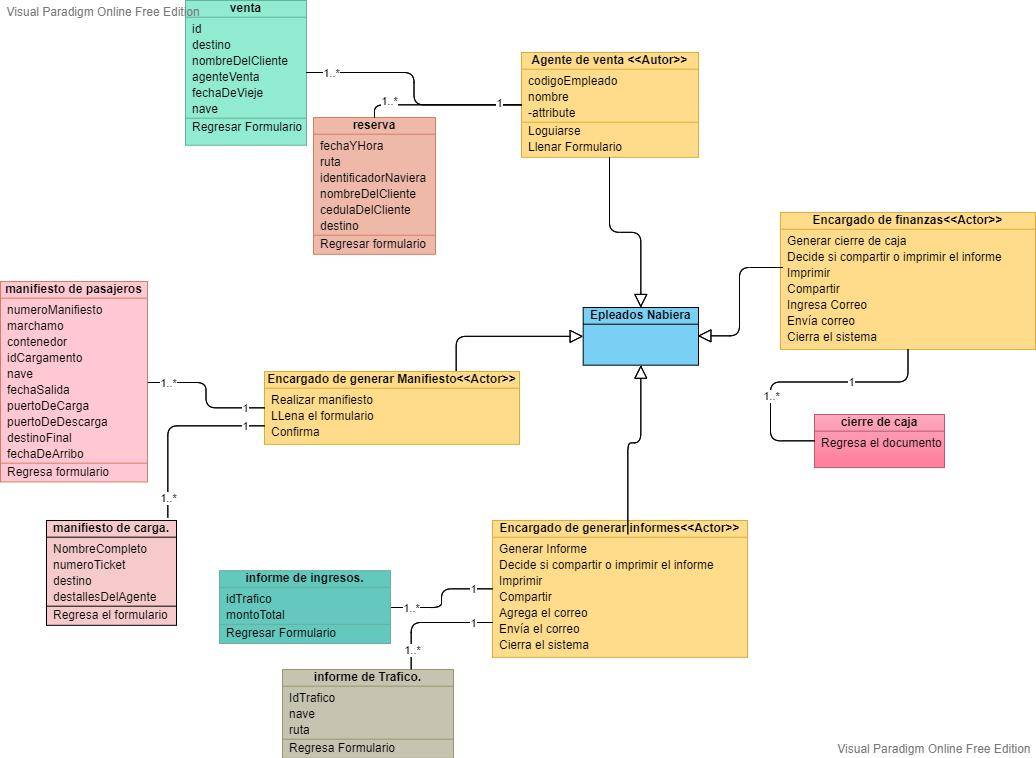 Visual Paradigm Online Free Edition
venta
id
destino
nombreDelCliente
agenteVenta
fechaDeVieje
nave
Regresar Formulario
1..*
1..*
1
Agente de venta <<Autor>>
codigoEmpleado
nombre
-attribute
Loguiarse
Llenar Formulario
reserva
fechaYHora
ruta
identificadorNaviera
nombreDelCliente
cedulaDelCliente
destino
Regresar formulario
Encargado de finanzas<<Actor>>
Generar cierre de caja
Decide si compartir o imprimir el informe
Imprimir
Compartir
Ingresa Correo
Envía correo
Cierra el sistema
manifiesto de pasajeros
numeroManifiesto
marchamo
contenedor
idCargamento
nave
fechaSalida
puertoDeCarga
puertoDeDescarga
destinoFinal
fechaDeArribo
Regresa formulario
1..*
1
1
1..*
Epleados Nabiera
Encargado de generar Manifiesto<<Actor>>
Realizar manifiesto
LLena el formulario
Confirma
1
1..*
cierre de caja
Regresa el documento
manifiesto de carga.
NombreCompleto
numeroTicket
destino
destallesDelAgente
Regresa el formulario
Encargado de generar informes<<Actor>>
Generar Informe
Decide si compartir o imprimir el informe
Imprimir
Compartir
Agrega el correo
Envía el correo
Cierra el sistema
informe de ingresos.
idTrafico
montoTotal
Regresar Formulario
1
1..*
1
1..*
informe de Trafico.
IdTrafico
nave
ruta
Regresa Formulario
Visual Paradigm Online Free Edition